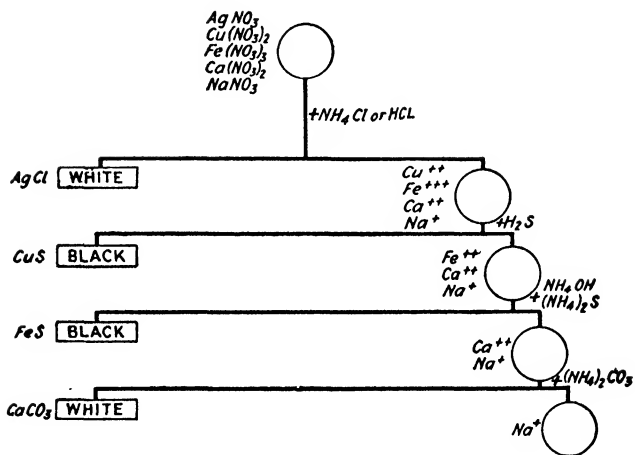 AgNO₃
Cu(NO₃)₂
Fe(NO₃)₃
Ca(NO₃)₂
NaNO₃
+NH₄Cl or HCL
AgCl WHITE
Cu⁺⁺
Fe⁺⁺⁺
Ca⁺⁺
Na⁺
+H₂S
CuS BLACK
Fe⁺⁺
Ca⁺⁺
Na⁺
NH₄OH
+(NH₄)₂S
FeS BLACK
Ca⁺⁺
Na⁺
+(NH₄)₂CO₃
CaCO₃ WHITE
Na⁺